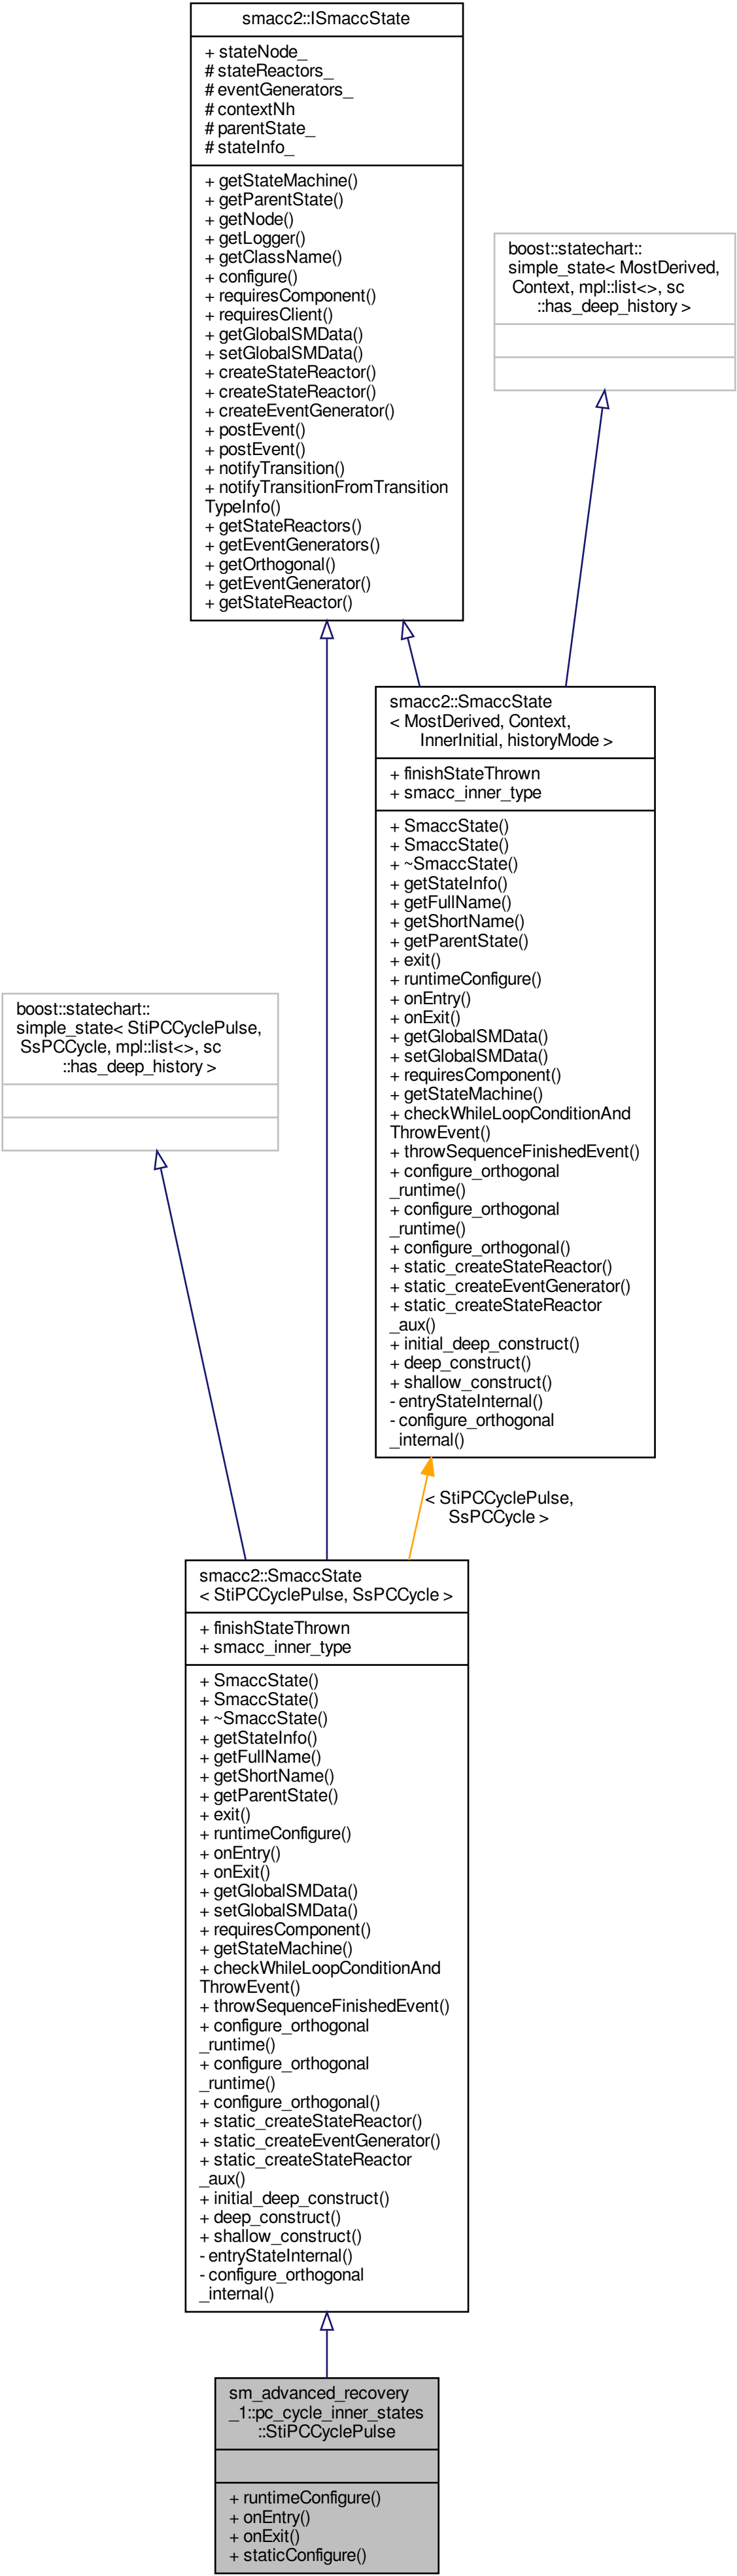 smacc2::ISmaccState
+ stateNode_
# stateReactors_
# eventGenerators_
# contextNh
# parentState_
# stateInfo_
+ getStateMachine()
+ getParentState()
+ getNode()
+ getLogger()
+ getClassName()
+ configure()
+ requiresComponent()
+ requiresClient()
+ getGlobalSMData()
+ setGlobalSMData()
+ createStateReactor()
+ createStateReactor()
+ createEventGenerator()
+ postEvent()
+ postEvent()
+ notifyTransition()
+ notifyTransitionFromTransition
TypeInfo()
+ getStateReactors()
+ getEventGenerators()
+ getOrthogonal()
+ getEventGenerator()
+ getStateReactor()
boost::statechart::
simple_state< MostDerived,
Context, mpl::list<>, sc
::has_deep_history >
smacc2::SmaccState
< MostDerived, Context,
InnerInitial, historyMode >
+ finishStateThrown
+ smacc_inner_type
+ SmaccState()
+ SmaccState()
+ ~SmaccState()
+ getStateInfo()
+ getFullName()
+ getShortName()
+ getParentState()
+ exit()
+ runtimeConfigure()
+ onEntry()
+ onExit()
+ getGlobalSMData()
+ setGlobalSMData()
+ requiresComponent()
+ getStateMachine()
+ checkWhileLoopConditionAnd
ThrowEvent()
+ throwSequenceFinishedEvent()
+ configure_orthogonal
_runtime()
+ configure_orthogonal
_runtime()
+ configure_orthogonal()
+ static_createStateReactor()
+ static_createEventGenerator()
+ static_createStateReactor
_aux()
+ initial_deep_construct()
+ deep_construct()
+ shallow_construct()
- entryStateInternal()
- configure_orthogonal
_internal()
boost::statechart::
simple_state< StiPCCyclePulse,
SsPCCycle, mpl::list<>, sc
::has_deep_history >
< StiPCCyclePulse,
SsPCCycle >
smacc2::SmaccState
< StiPCCyclePulse, SsPCCycle >
+ finishStateThrown
+ smacc_inner_type
+ SmaccState()
+ SmaccState()
+ ~SmaccState()
+ getStateInfo()
+ getFullName()
+ getShortName()
+ getParentState()
+ exit()
+ runtimeConfigure()
+ onEntry()
+ onExit()
+ getGlobalSMData()
+ setGlobalSMData()
+ requiresComponent()
+ getStateMachine()
+ checkWhileLoopConditionAnd
ThrowEvent()
+ throwSequenceFinishedEvent()
+ configure_orthogonal
_runtime()
+ configure_orthogonal
_runtime()
+ configure_orthogonal()
+ static_createStateReactor()
+ static_createEventGenerator()
+ static_createStateReactor
_aux()
+ initial_deep_construct()
+ deep_construct()
+ shallow_construct()
- entryStateInternal()
- configure_orthogonal
_internal()
sm_advanced_recovery
_1::pc_cycle_inner_states
::StiPCCyclePulse
+ runtimeConfigure()
+ onEntry()
+ onExit()
+ staticConfigure()